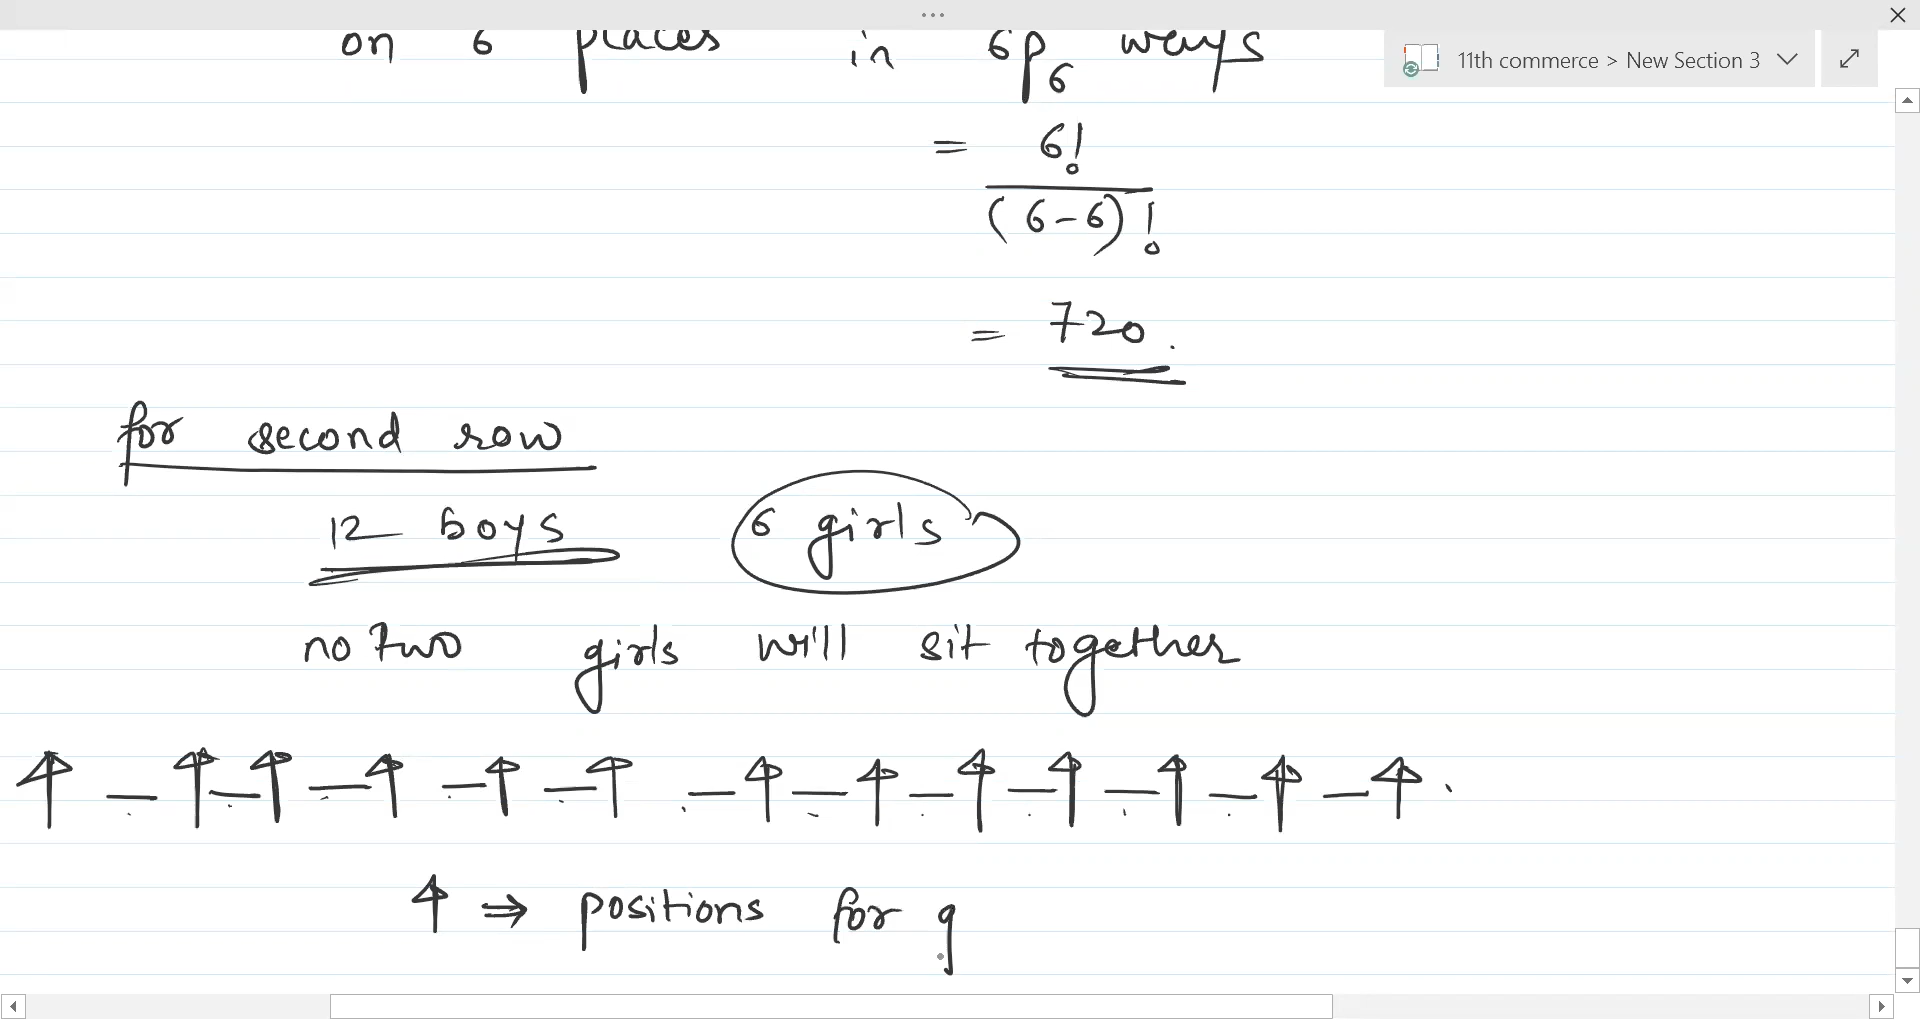 on 6 places in 6p6 ways
11th commerce > New Section 3
= 6!
(6-6)!
= 720.
for second row
12 boys 6 girls
no two girls will sit together
↑ _ ↑ _ ↑ _ ↑ _ ↑ _ ↑ _ ↑ _ ↑ _ ↑ _ ↑ _ ↑ _ ↑ _ ↑ .
↑ ⇒ positions for g